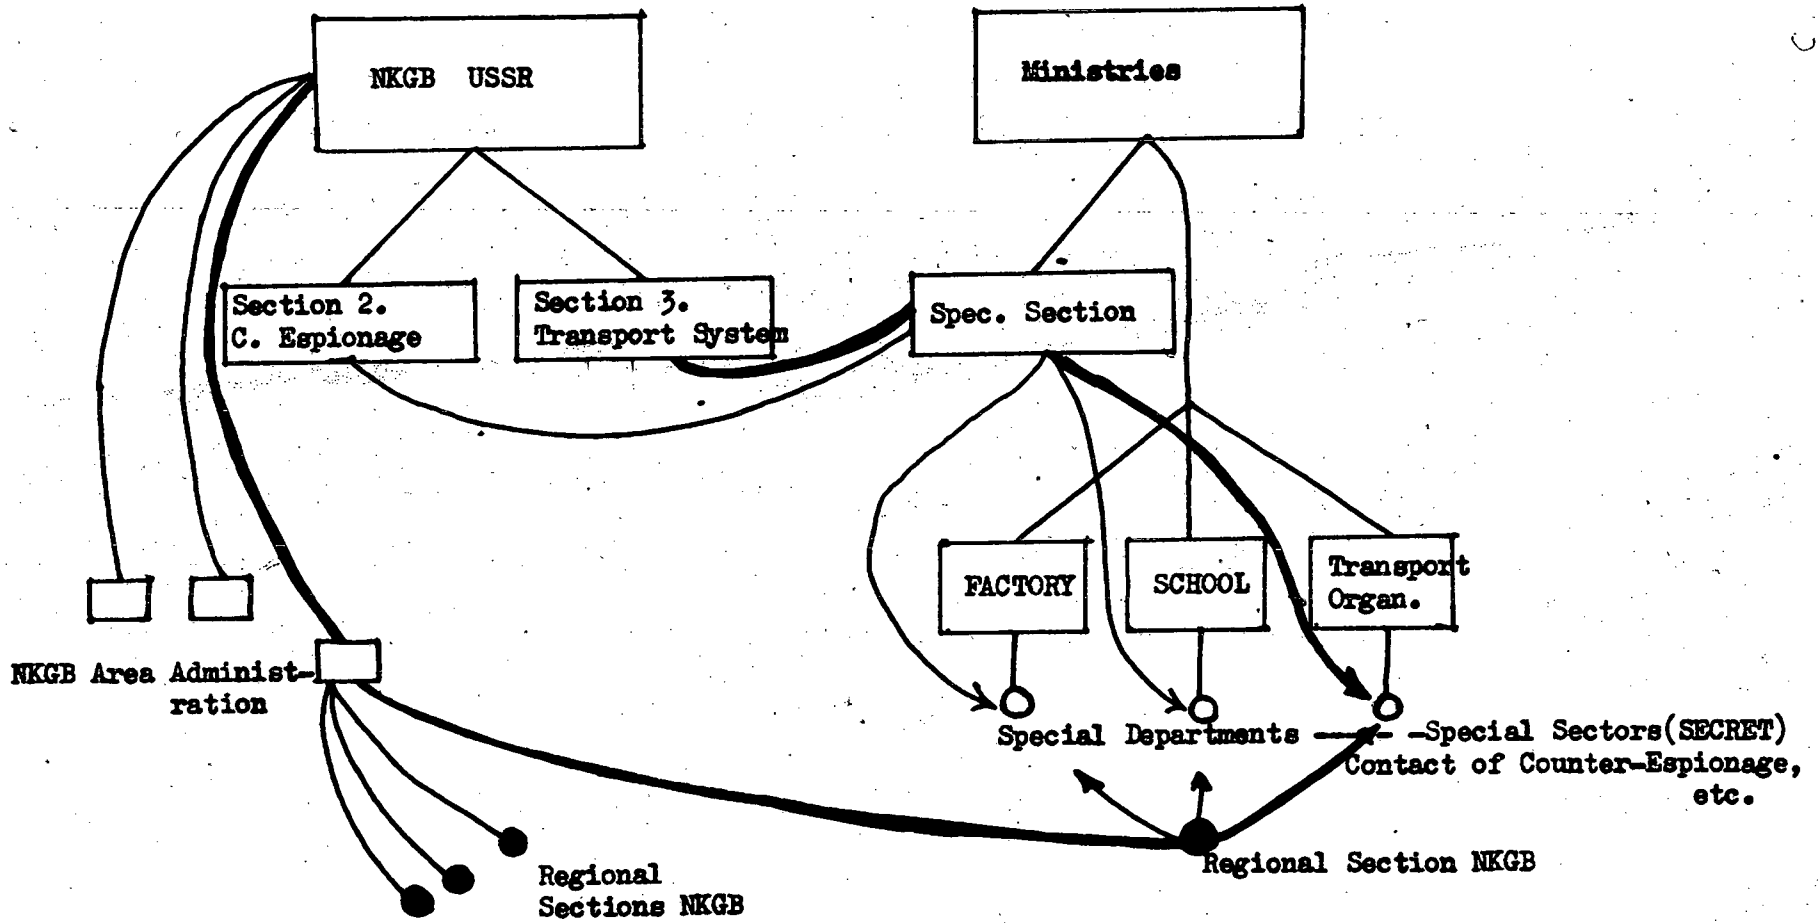 NKGB USSR
Ministries
Section 2.
C. Espionage
Section 3.
Transport System
Spec. Section
FACTORY
SCHOOL
Transport
Organ.
NKGB Area Administ-
ration
Special Departments — - -Special Sectors(SECRET)
Contact of Counter-Espionage,
etc.
Regional Section NKGB
Regional
Sections NKGB